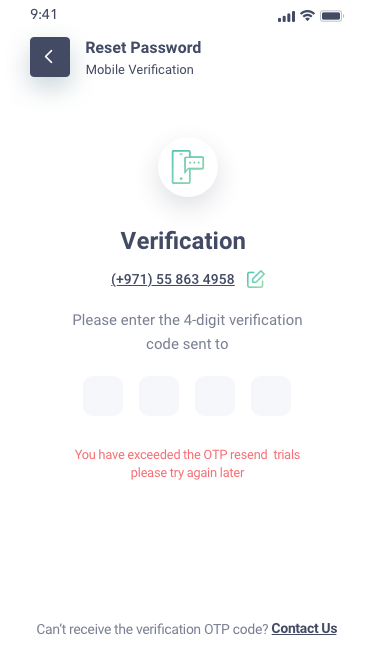 9:41
Reset Password
Mobile Verification
Verification
(+971) 55 863 4958
Please enter the 4-digit verification
code sent to
You have exceeded the OTP resend  trials
please try again later
Can't receive the verification OTP code? Contact Us